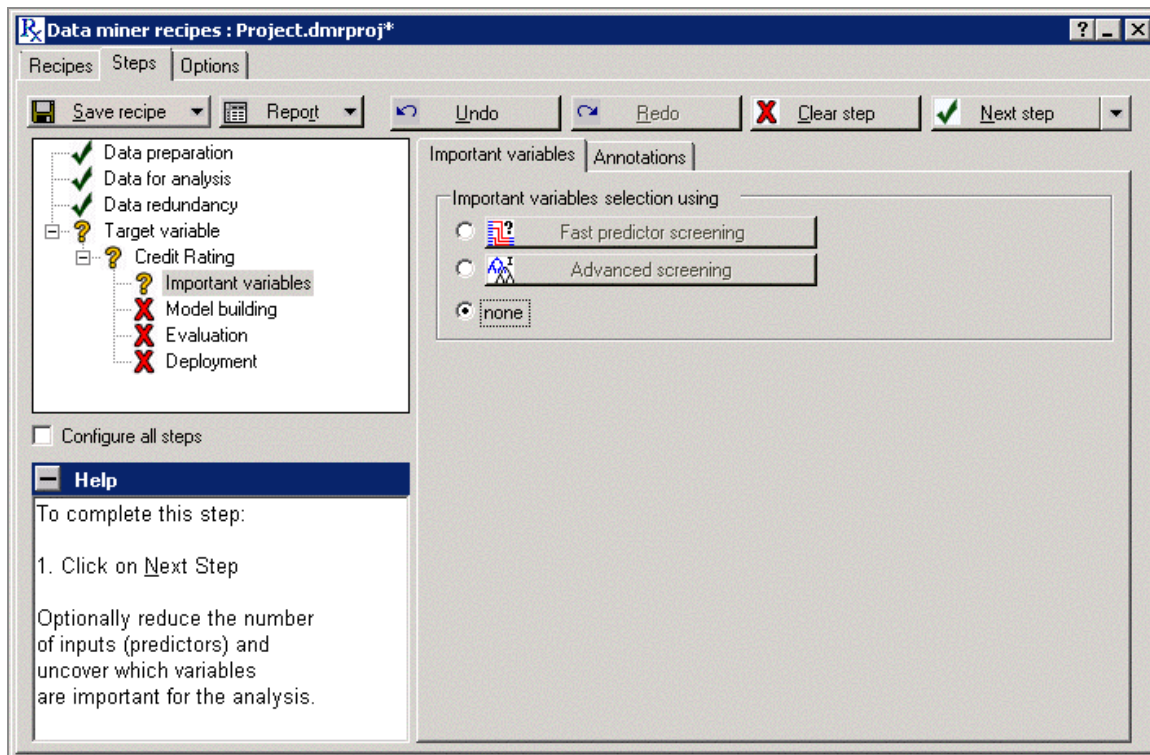 Data miner recipes : Project.dmrproj*
Recipes Steps Options
Save recipe Report Undo Redo Clear step Next step
Data preparation
Data for analysis
Data redundancy
Target variable
Credit Rating
Important variables
Model building
Evaluation
Deployment
Configure all steps
Help
To complete this step:
1. Click on Next Step
Optionally reduce the number
of inputs (predictors) and
uncover which variables
are important for the analysis.
Important variables Annotations
Important variables selection using
Fast predictor screening
Advanced screening
none